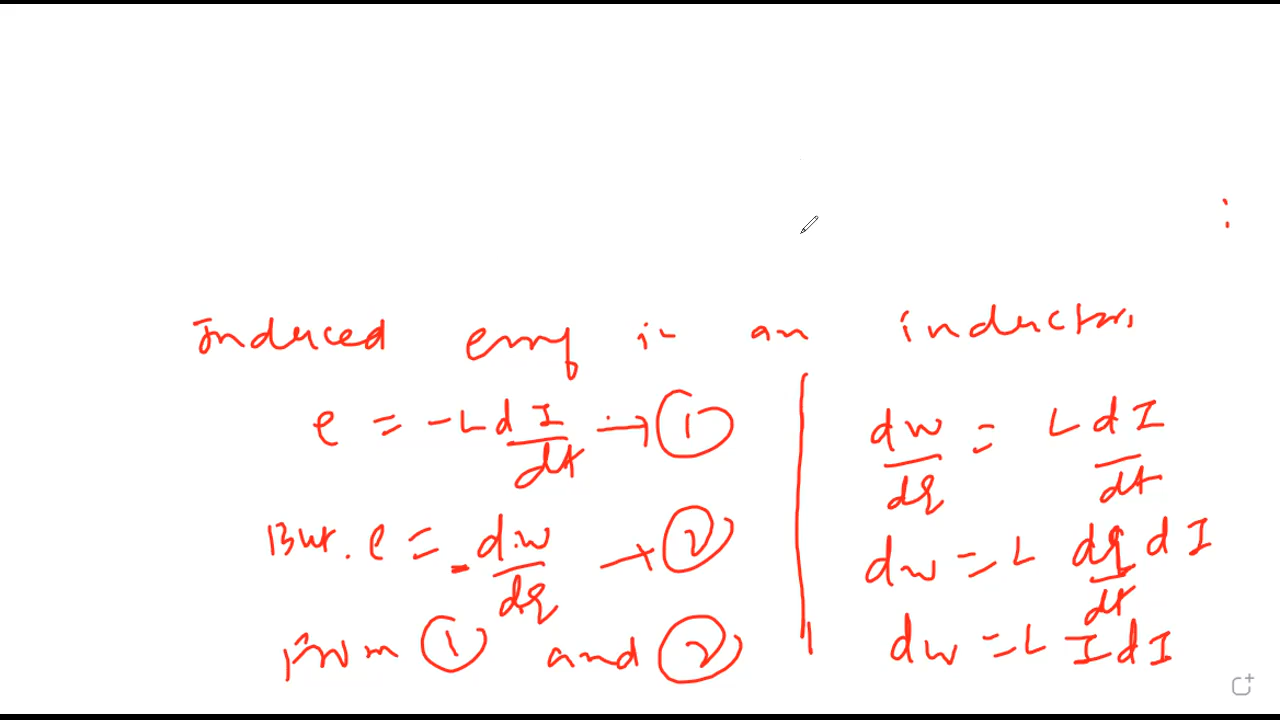 Induced emf in an inductor,
e = -L dI/dt → ①
But. e = - dw/dq → ②
From ① and ②
dw/dq = L dI/dt
dw = L dq/dt dI
dw = L I dI